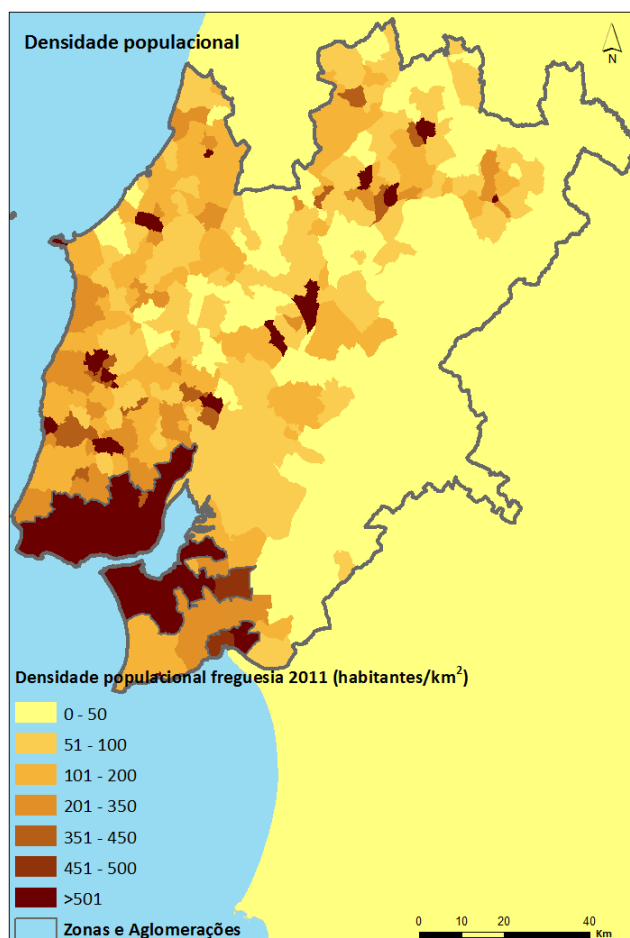 Densidade populacional
N
Densidade populacional freguesia 2011 (habitantes/km²)
0 - 50
51 - 100
101 - 200
201 - 350
351 - 450
451 - 500
>501
Zonas e Aglomerações
0 10 20 40
Km